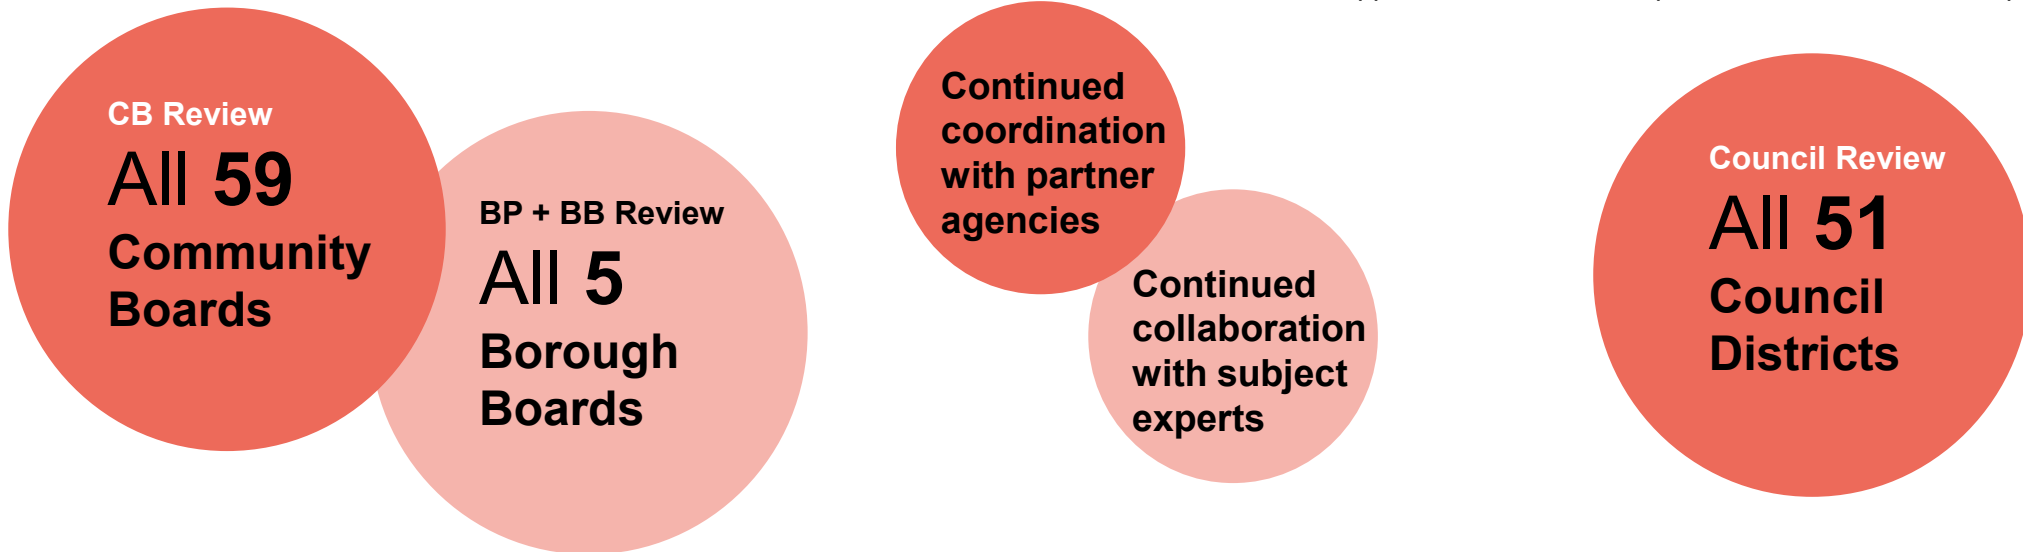 CB Review
All 59
Community
Boards
BP + BB Review
All 5
Borough
Boards
Continued
coordination
with partner
agencies
Continued
collaboration
with subject
experts
Council Review
All 51
Council
Districts